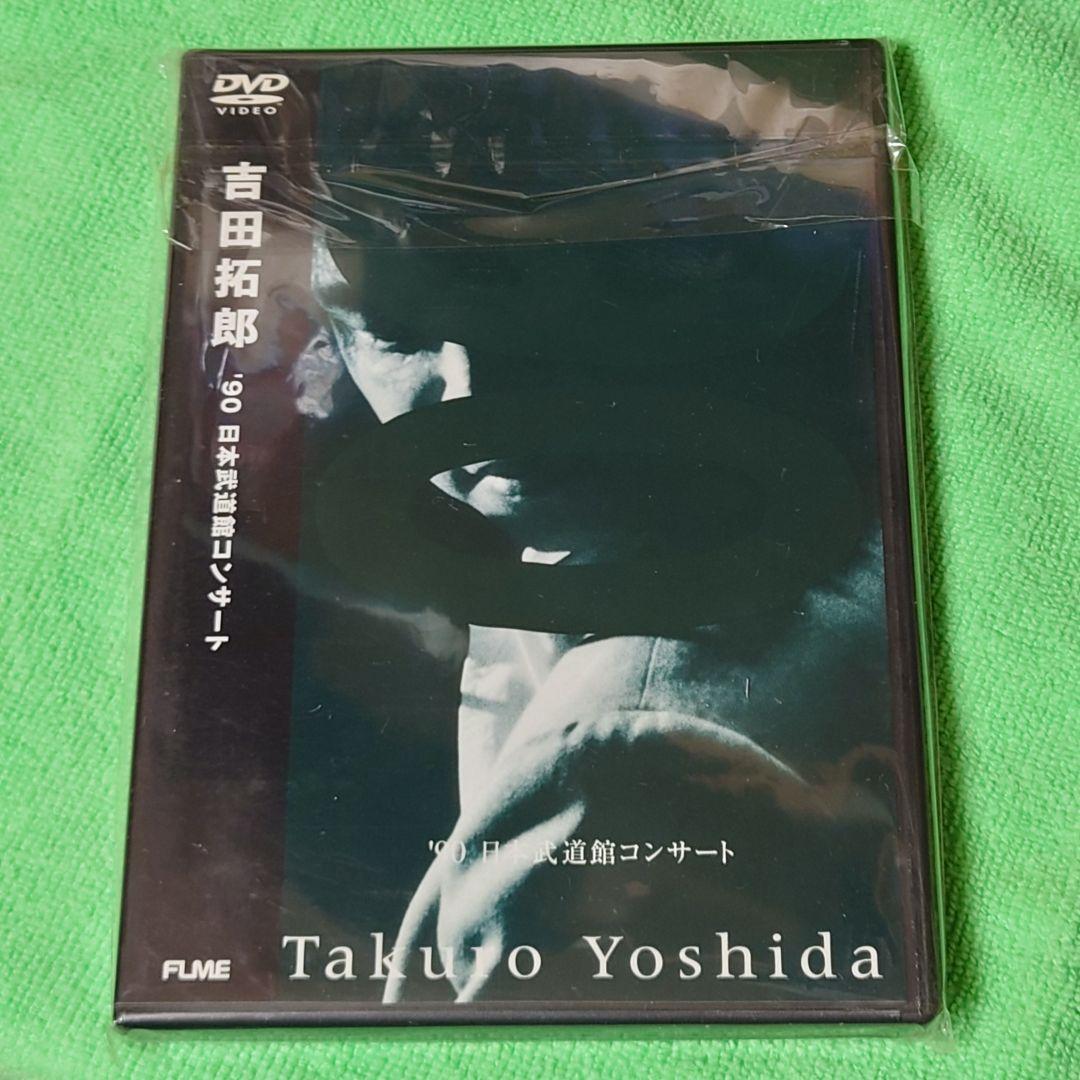 DVD
VIDEO
吉田拓郎
'90 日本武道館コンサート
'90 日本武道館コンサート
Takuro Yoshida
FLME